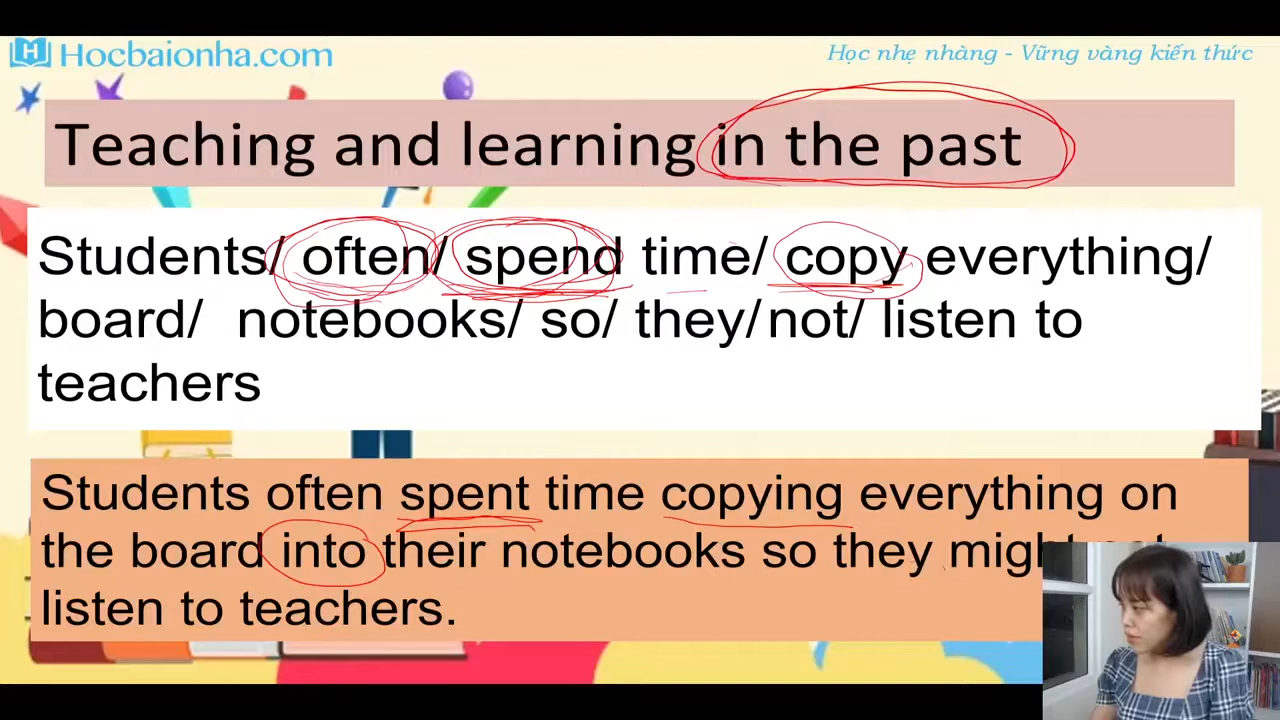 Hocbaionha.com
Học nhẹ nhàng - Vững vàng kiến thức
Teaching and learning in the past
Students/ often/ spend time/ copy everything/
board/ notebooks/ so/ they/ not/ listen to
teachers
Students often spent time copying everything on
the board into their notebooks so they
listen to teachers.